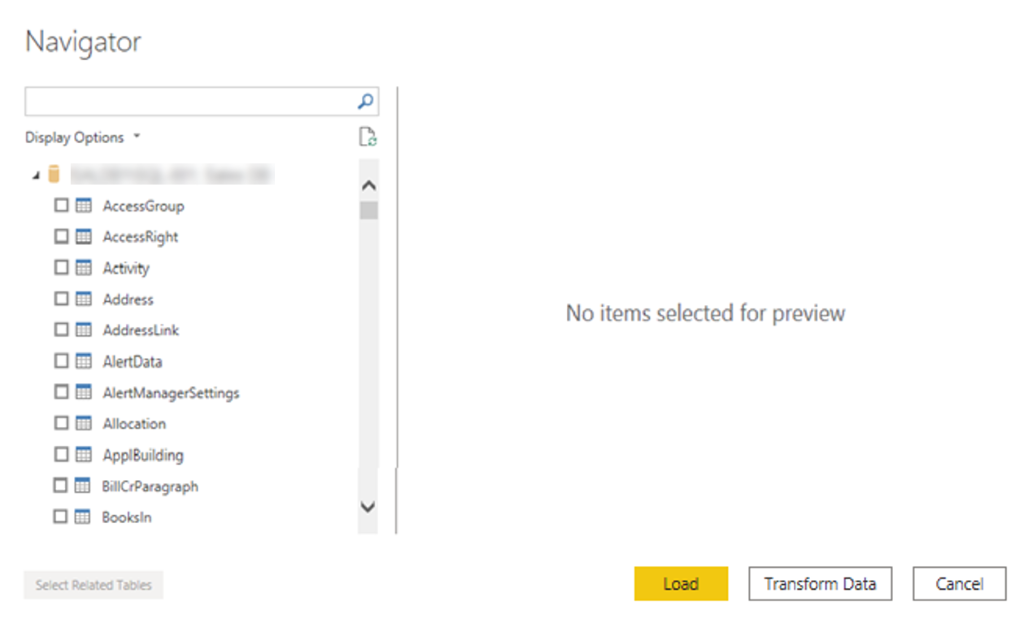 Navigator
Display Options
AccessGroup
AccessRight
Activity
Address
AddressLink
AlertData
AlertManagerSettings
Allocation
ApplBuilding
BillCrParagraph
BooksIn
No items selected for preview
Select Related Tables
Load
Transform Data
Cancel